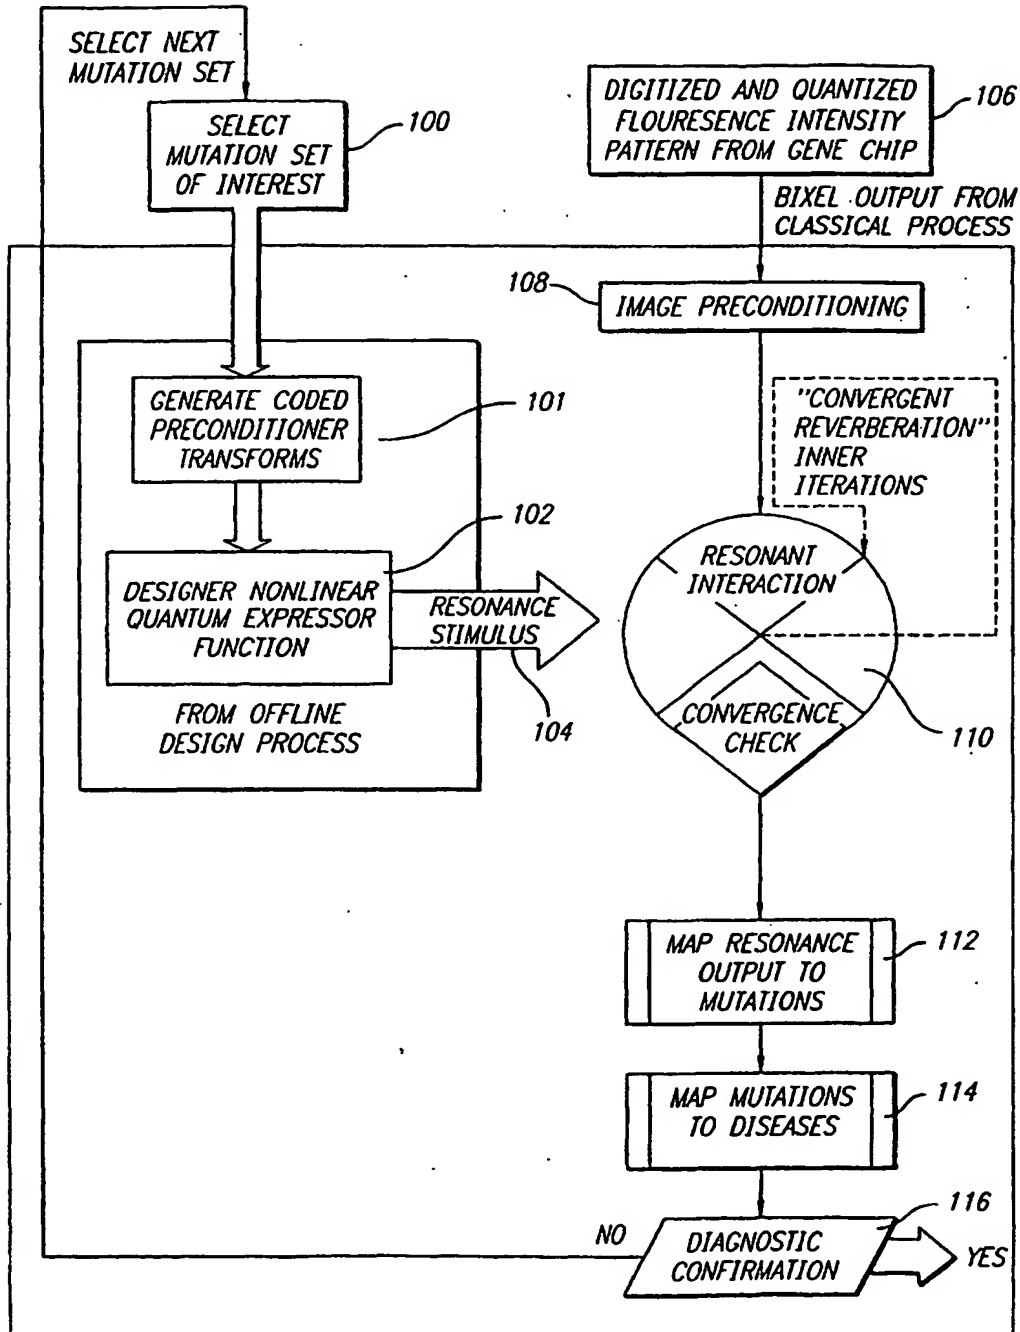 SELECT NEXT
MUTATION SET
SELECT
MUTATION SET
OF INTEREST
100
DIGITIZED AND QUANTIZED
FLOURESENCE INTENSITY
PATTERN FROM GENE CHIP
106
BIXEL OUTPUT FROM
CLASSICAL PROCESS
108
IMAGE PRECONDITIONING
GENERATE CODED
PRECONDITIONER
TRANSFORMS
101
"CONVERGENT
REVERBERATION"
INNER
ITERATIONS
102
DESIGNER NONLINEAR
QUANTUM EXPRESSOR
FUNCTION
RESONANCE
STIMULUS
104
FROM OFFLINE
DESIGN PROCESS
RESONANT
INTERACTION
CONVERGENCE
CHECK
110
MAP RESONANCE
OUTPUT TO
MUTATIONS
112
MAP MUTATIONS
TO DISEASES
114
DIAGNOSTIC
CONFIRMATION
116
NO
YES